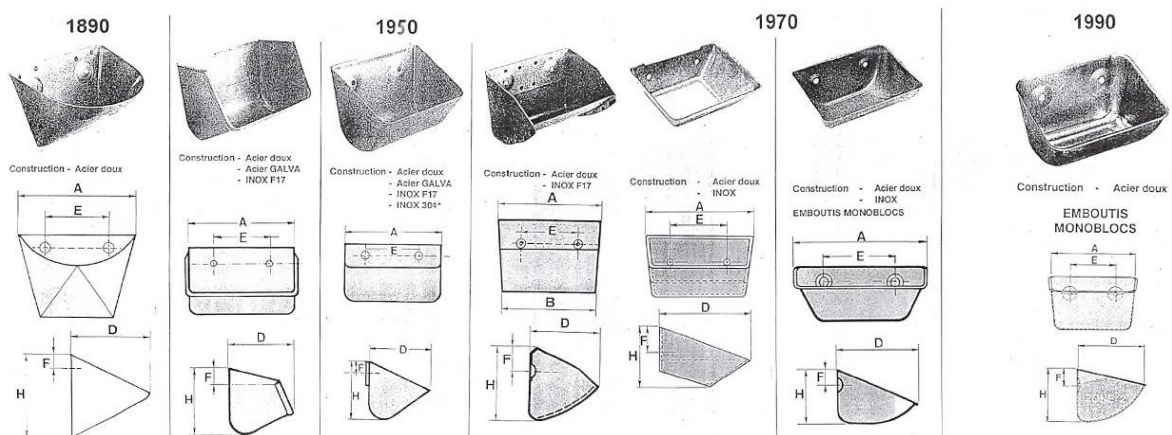 1890
Construction - Acier doux
A
E
D
F
H
Construction - Acier doux
- Acier GALVA
- INOX F17
A
E
D
F
H
1950
Construction - Acier doux
- Acier GALVA
- INOX F17
- INOX 304*
A
E
D
F
H
Construction - Acier doux
- INOX F17
A
E
B
D
F
H
1970
Construction - Acier doux
- INOX
A
E
D
F
H
Construction - Acier doux
- INOX
EMBOUTIS MONOBLOCS
A
E
D
F
H
1990
Construction - Acier doux
EMBOUTIS
MONOBLOCS
A
E
D
F
H